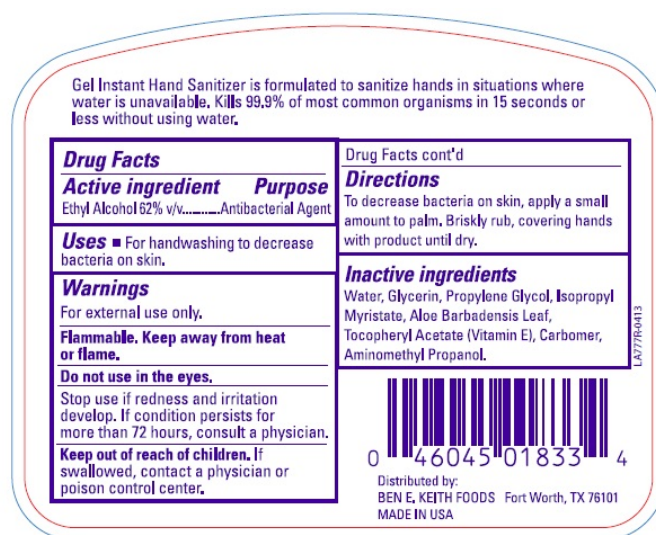 Gel Instant Hand Sanitizer is formulated to sanitize hands in situations where
water is unavailable. Kills 99.9% of most common organisms in 15 seconds or
less without using water.
Drug Facts
Active ingredient Purpose
Ethyl Alcohol 62% v/v...........Antibacterial Agent
Uses ■ For handwashing to decrease
bacteria on skin.
Warnings
For external use only.
Flammable. Keep away from heat
or flame.
Do not use in the eyes.
Stop use if redness and irritation
develop. If condition persists for
more than 72 hours, consult a physician.
Keep out of reach of children. If
swallowed, contact a physician or
poison control center.
Drug Facts cont'd
Directions
To decrease bacteria on skin, apply a small
amount to palm. Briskly rub, covering hands
with product until dry.
Inactive ingredients
Water, Glycerin, Propylene Glycol, Isopropyl
Myristate, Aloe Barbadensis Leaf,
Tocopheryl Acetate (Vitamin E), Carbomer,
Aminomethyl Propanol.
LA777R-0413
0 46045 01833 4
Distributed by:
BEN E. KEITH FOODS Fort Worth, TX 76101
MADE IN USA